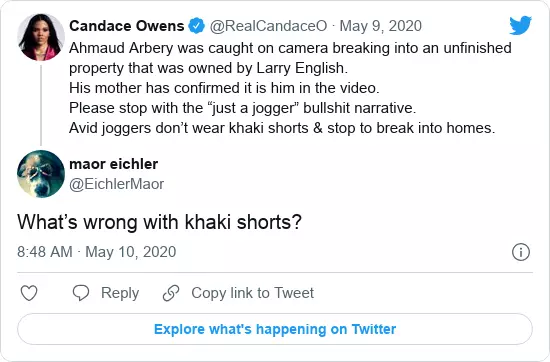 Candace Owens @RealCandaceO · May 9, 2020
Ahmaud Arbery was caught on camera breaking into an unfinished
property that was owned by Larry English.
His mother has confirmed it is him in the video.
Please stop with the “just a jogger” bullshit narrative.
Avid joggers don’t wear khaki shorts & stop to break into homes.
maor eichler
@EichlerMaor
What’s wrong with khaki shorts?
8:48 AM · May 10, 2020
Reply Copy link to Tweet
Explore what's happening on Twitter